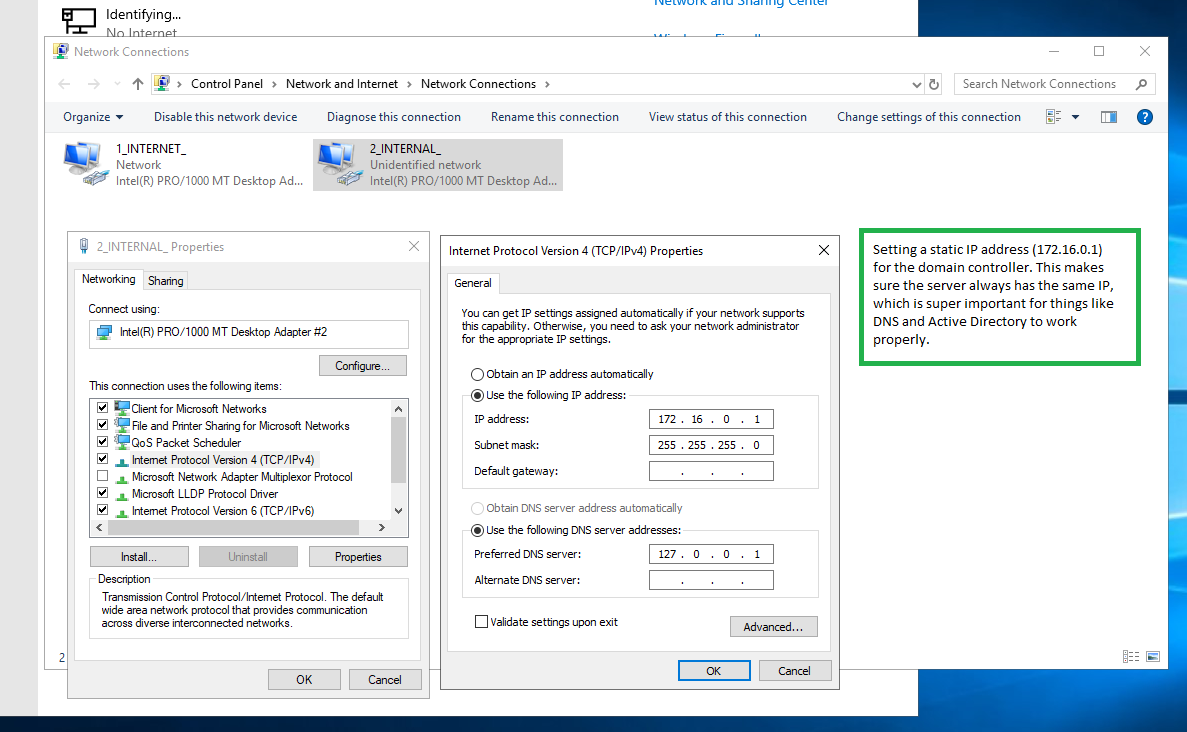 Network and Sharing Center
Identifying...
No Internet
Windows Firewall
Network Connections
Control Panel > Network and Internet > Network Connections >
Search Network Connections
Organize
Disable this network device
Diagnose this connection
Rename this connection
View status of this connection
Change settings of this connection
?
1_INTERNET_
Network
Intel(R) PRO/1000 MT Desktop Ad...
2_INTERNAL_
Unidentified network
Intel(R) PRO/1000 MT Desktop Ad...
2_INTERNAL_ Properties
Networking
Sharing
Connect using:
Intel(R) PRO/1000 MT Desktop Adapter #2
Configure...
This connection uses the following items:
Client for Microsoft Networks
File and Printer Sharing for Microsoft Networks
QoS Packet Scheduler
Internet Protocol Version 4 (TCP/IPv4)
Microsoft Network Adapter Multiplexor Protocol
Microsoft LLDP Protocol Driver
Internet Protocol Version 6 (TCP/IPv6)
Install...
Uninstall
Properties
Description
Transmission Control Protocol/Internet Protocol. The default
wide area network protocol that provides communication
across diverse interconnected networks.
OK
Cancel
2
Internet Protocol Version 4 (TCP/IPv4) Properties
General
You can get IP settings assigned automatically if your network supports
this capability. Otherwise, you need to ask your network administrator
for the appropriate IP settings.
Obtain an IP address automatically
Use the following IP address:
IP address: 172 . 16 . 0 . 1
Subnet mask: 255 . 255 . 255 . 0
Default gateway: . . .
Obtain DNS server address automatically
Use the following DNS server addresses:
Preferred DNS server: 127 . 0 . 0 . 1
Alternate DNS server: . . .
Validate settings upon exit
Advanced...
OK
Cancel
Setting a static IP address (172.16.0.1)
for the domain controller. This makes
sure the server always has the same IP,
which is super important for things like
DNS and Active Directory to work
properly.